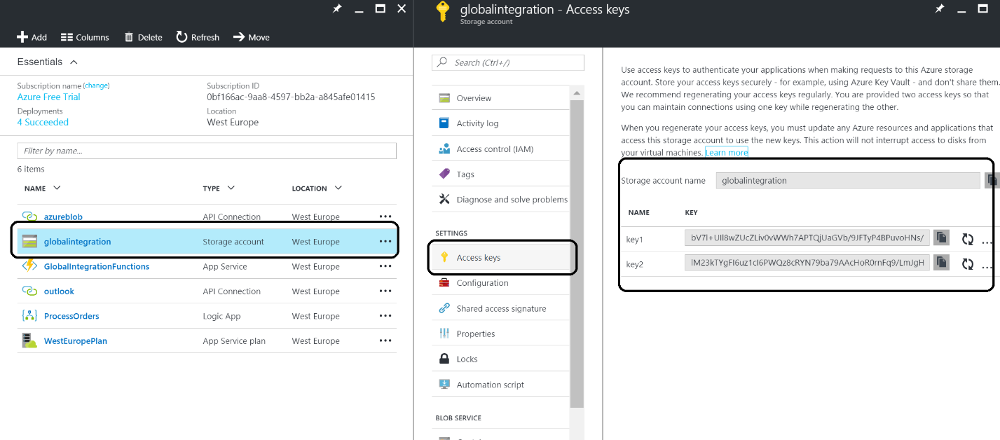 globalintegration - Access keys
Storage account
Add Columns Delete Refresh Move
Essentials
Subscription name (change)
Azure Free Trial
Subscription ID
0bf166ac-9aa8-4597-bb2a-a845afe01415
Deployments
4 Succeeded
Location
West Europe
Filter by name...
6 items
NAME TYPE LOCATION
azureblob API Connection West Europe
globalintegration Storage account West Europe
GlobalIntegrationFunctions App Service West Europe
outlook API Connection West Europe
ProcessOrders Logic App West Europe
WestEuropePlan App Service plan West Europe
Search (Ctrl+/)
Overview
Activity log
Access control (IAM)
Tags
Diagnose and solve problems
SETTINGS
Access keys
Configuration
Shared access signature
Properties
Locks
Automation script
BLOB SERVICE
Use access keys to authenticate your applications when making requests to this Azure storage
account. Store your access keys securely - for example, using Azure Key Vault - and don't share them.
We recommend regenerating your access keys regularly. You are provided two access keys so that
you can maintain connections using one key while regenerating the other.
When you regenerate your access keys, you must update any Azure resources and applications that
access this storage account to use the new keys. This action will not interrupt access to disks from
your virtual machines. Learn more
Storage account name globalintegration
NAME KEY
key1
key2